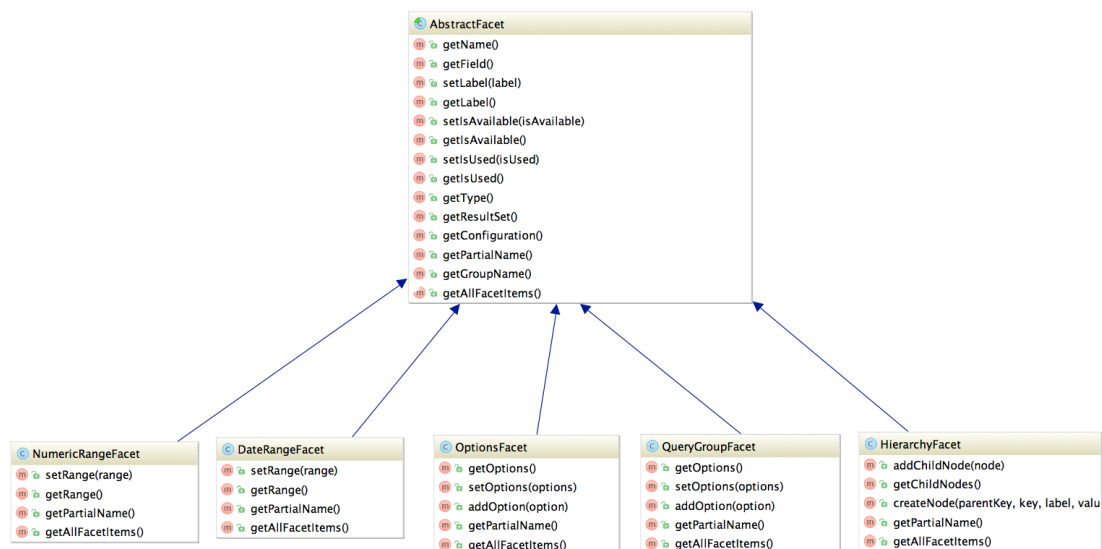 AbstractFacet
getName()
getField()
setLabel(label)
getLabel()
setIsAvailable(isAvailable)
getIsAvailable()
setIsUsed(isUsed)
getIsUsed()
getType()
getResultSet()
getConfiguration()
getPartialName()
getGroupName()
getAllFacetItems()
NumericRangeFacet
setRange(range)
getRange()
getPartialName()
getAllFacetItems()
DateRangeFacet
setRange(range)
getRange()
getPartialName()
getAllFacetItems()
OptionsFacet
getOptions()
setOptions(options)
addOption(option)
getPartialName()
getAllFacetItems()
QueryGroupFacet
getOptions()
setOptions(options)
addOption(option)
getPartialName()
getAllFacetItems()
HierarchyFacet
addChildNode(node)
getChildNodes()
createNode(parentKey, key, label, valu
getPartialName()
getAllFacetItems()